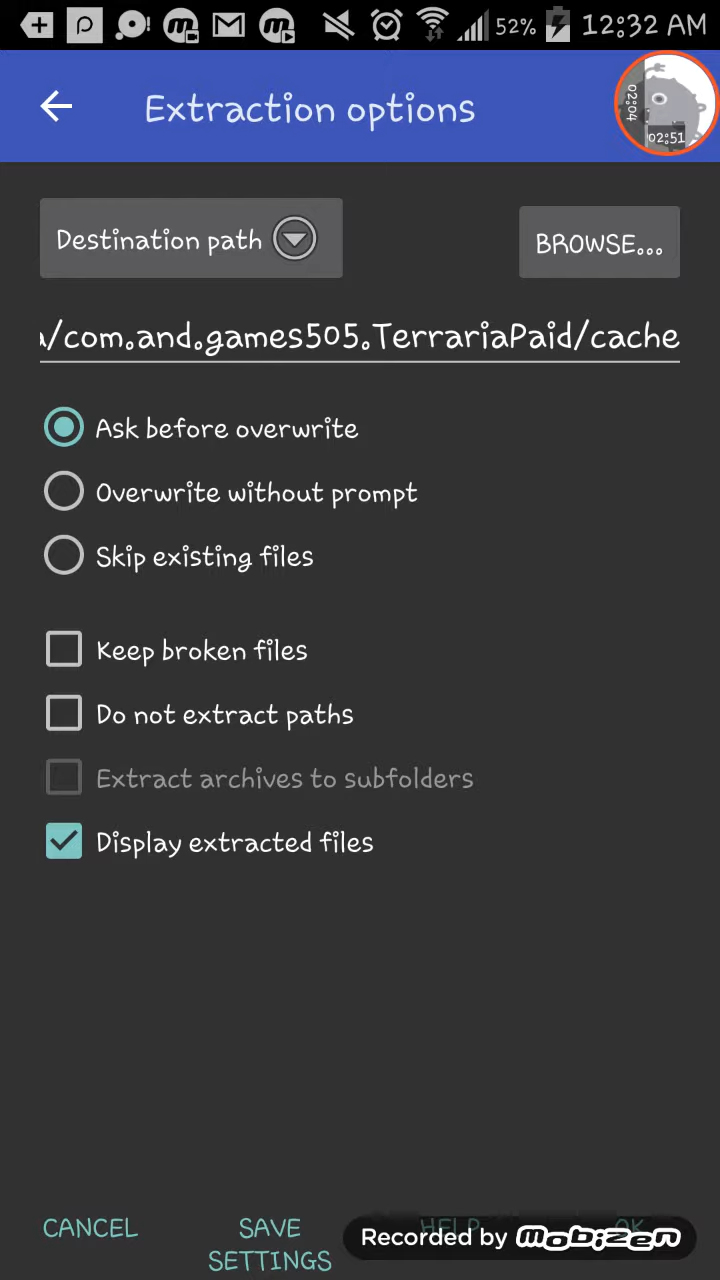 52% 12:32 AM
Extraction options
02:04
02:51
Destination path
BROWSE...
/com.and.games505.TerrariaPaid/cache
Ask before overwrite
Overwrite without prompt
Skip existing files
Keep broken files
Do not extract paths
Extract archives to subfolders
Display extracted files
CANCEL
SAVE SETTINGS
HELP
OK
Recorded by mobizen